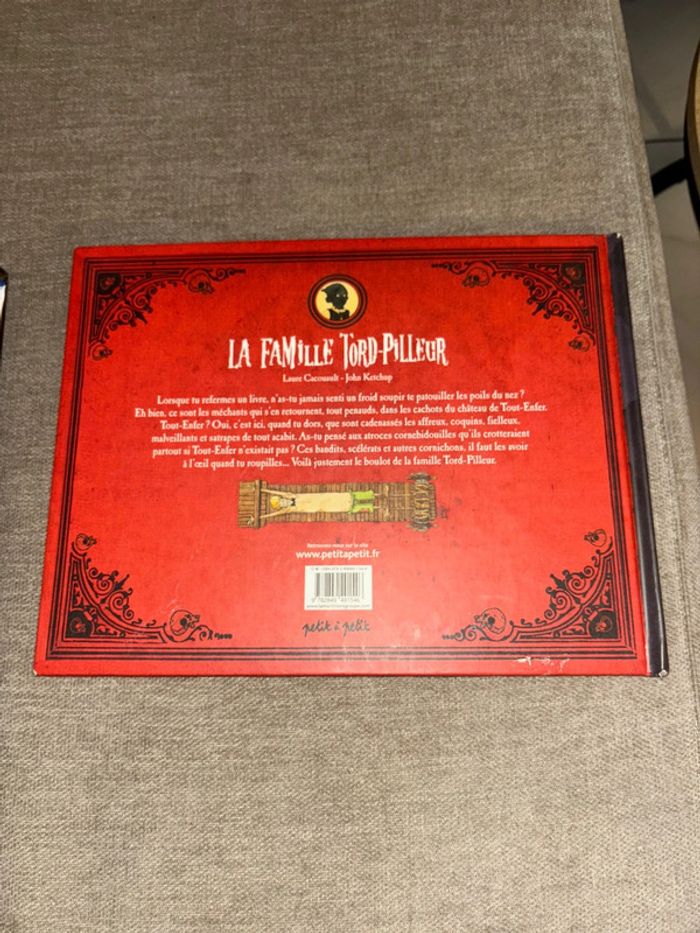 LA FAMILLE TORD-PILLEUR
Laure Cacouault - John Ketchup
Lorsque tu refermes un livre, n'as-tu jamais senti un froid soupir te patouiller les poils du nez ?
Eh bien, ce sont les méchants qui s'en retournent, tout penauds, dans les cachots du château de Tout-Enfer.
Tout-Enfer ? Oui, c'est ici, quand tu dors, que sont cadenassés les affreux, coquins, fielleux,
malveillants et satrapes de tout acabit. As-tu pensé aux atroces cornebidouilles qu'ils crotteraient
partout si Tout-Enfer n'existait pas ? Ces bandits, scélérats et autres cornichons, il faut les avoir
à l'œil quand tu roupilles... Voilà justement le boulot de la famille Tord-Pilleur.
Retrouvez-nous sur le site
www.petitapetit.fr
petit à petit